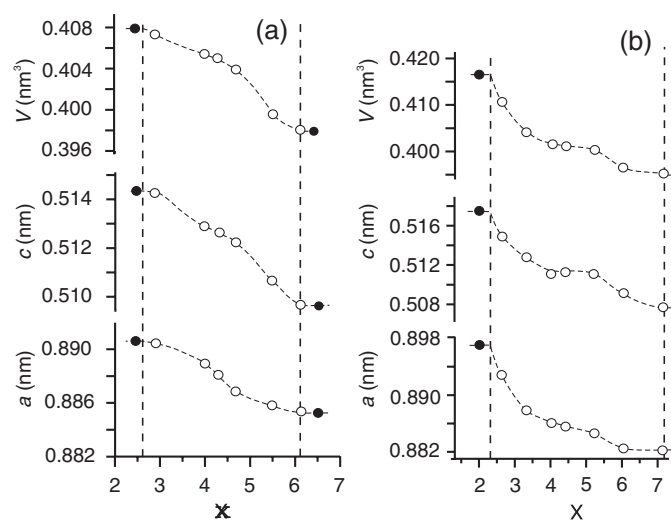 (a)
V (nm³)
0.408
0.404
0.400
0.396
c (nm)
0.514
0.512
0.510
a (nm)
0.890
0.886
0.882
2 3 4 5 6 7
X
(b)
V (nm³)
0.420
0.410
0.400
c (nm)
0.516
0.512
0.508
a (nm)
0.898
0.890
0.882
2 3 4 5 6 7
X